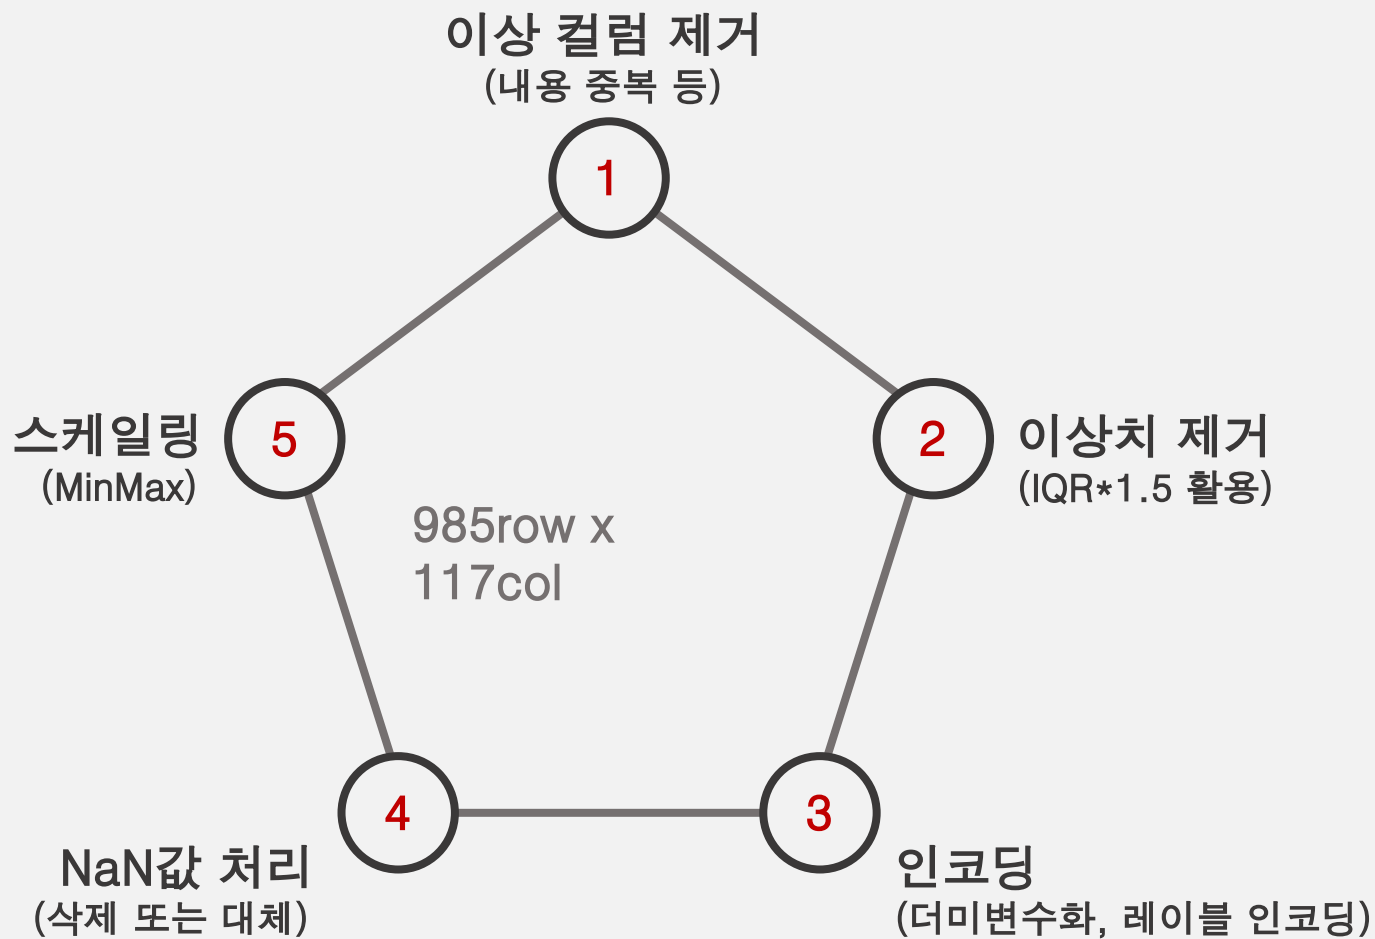 이상 컬럼 제거
(내용 중복 등)
1
2
이상치 제거
(IQR*1.5 활용)
3
인코딩
(더미변수화, 레이블 인코딩)
4
NaN값 처리
(삭제 또는 대체)
5
스케일링
(MinMax)
985row x
117col